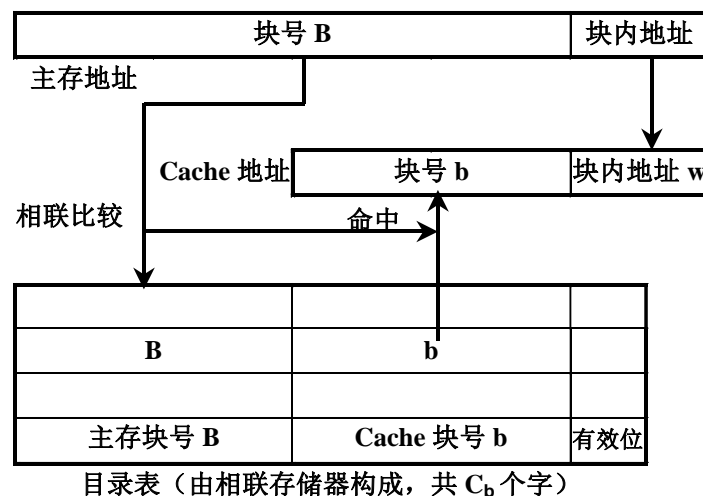 块号 B 块内地址
主存地址
Cache 地址 块号 b 块内地址 w
相联比较
命中
B b
主存块号 B Cache 块号 b 有效位
目录表（由相联存储器构成，共 Cb 个字）